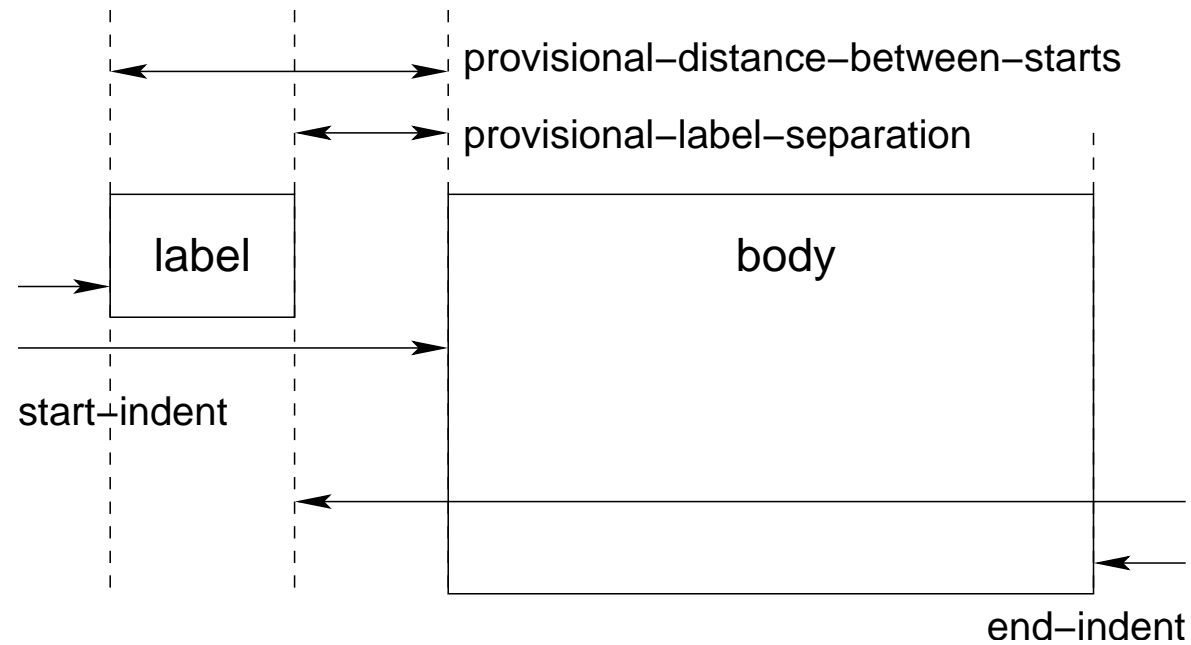 provisional−distance−between−starts
provisional−label−separation
label
body
start−indent
end−indent